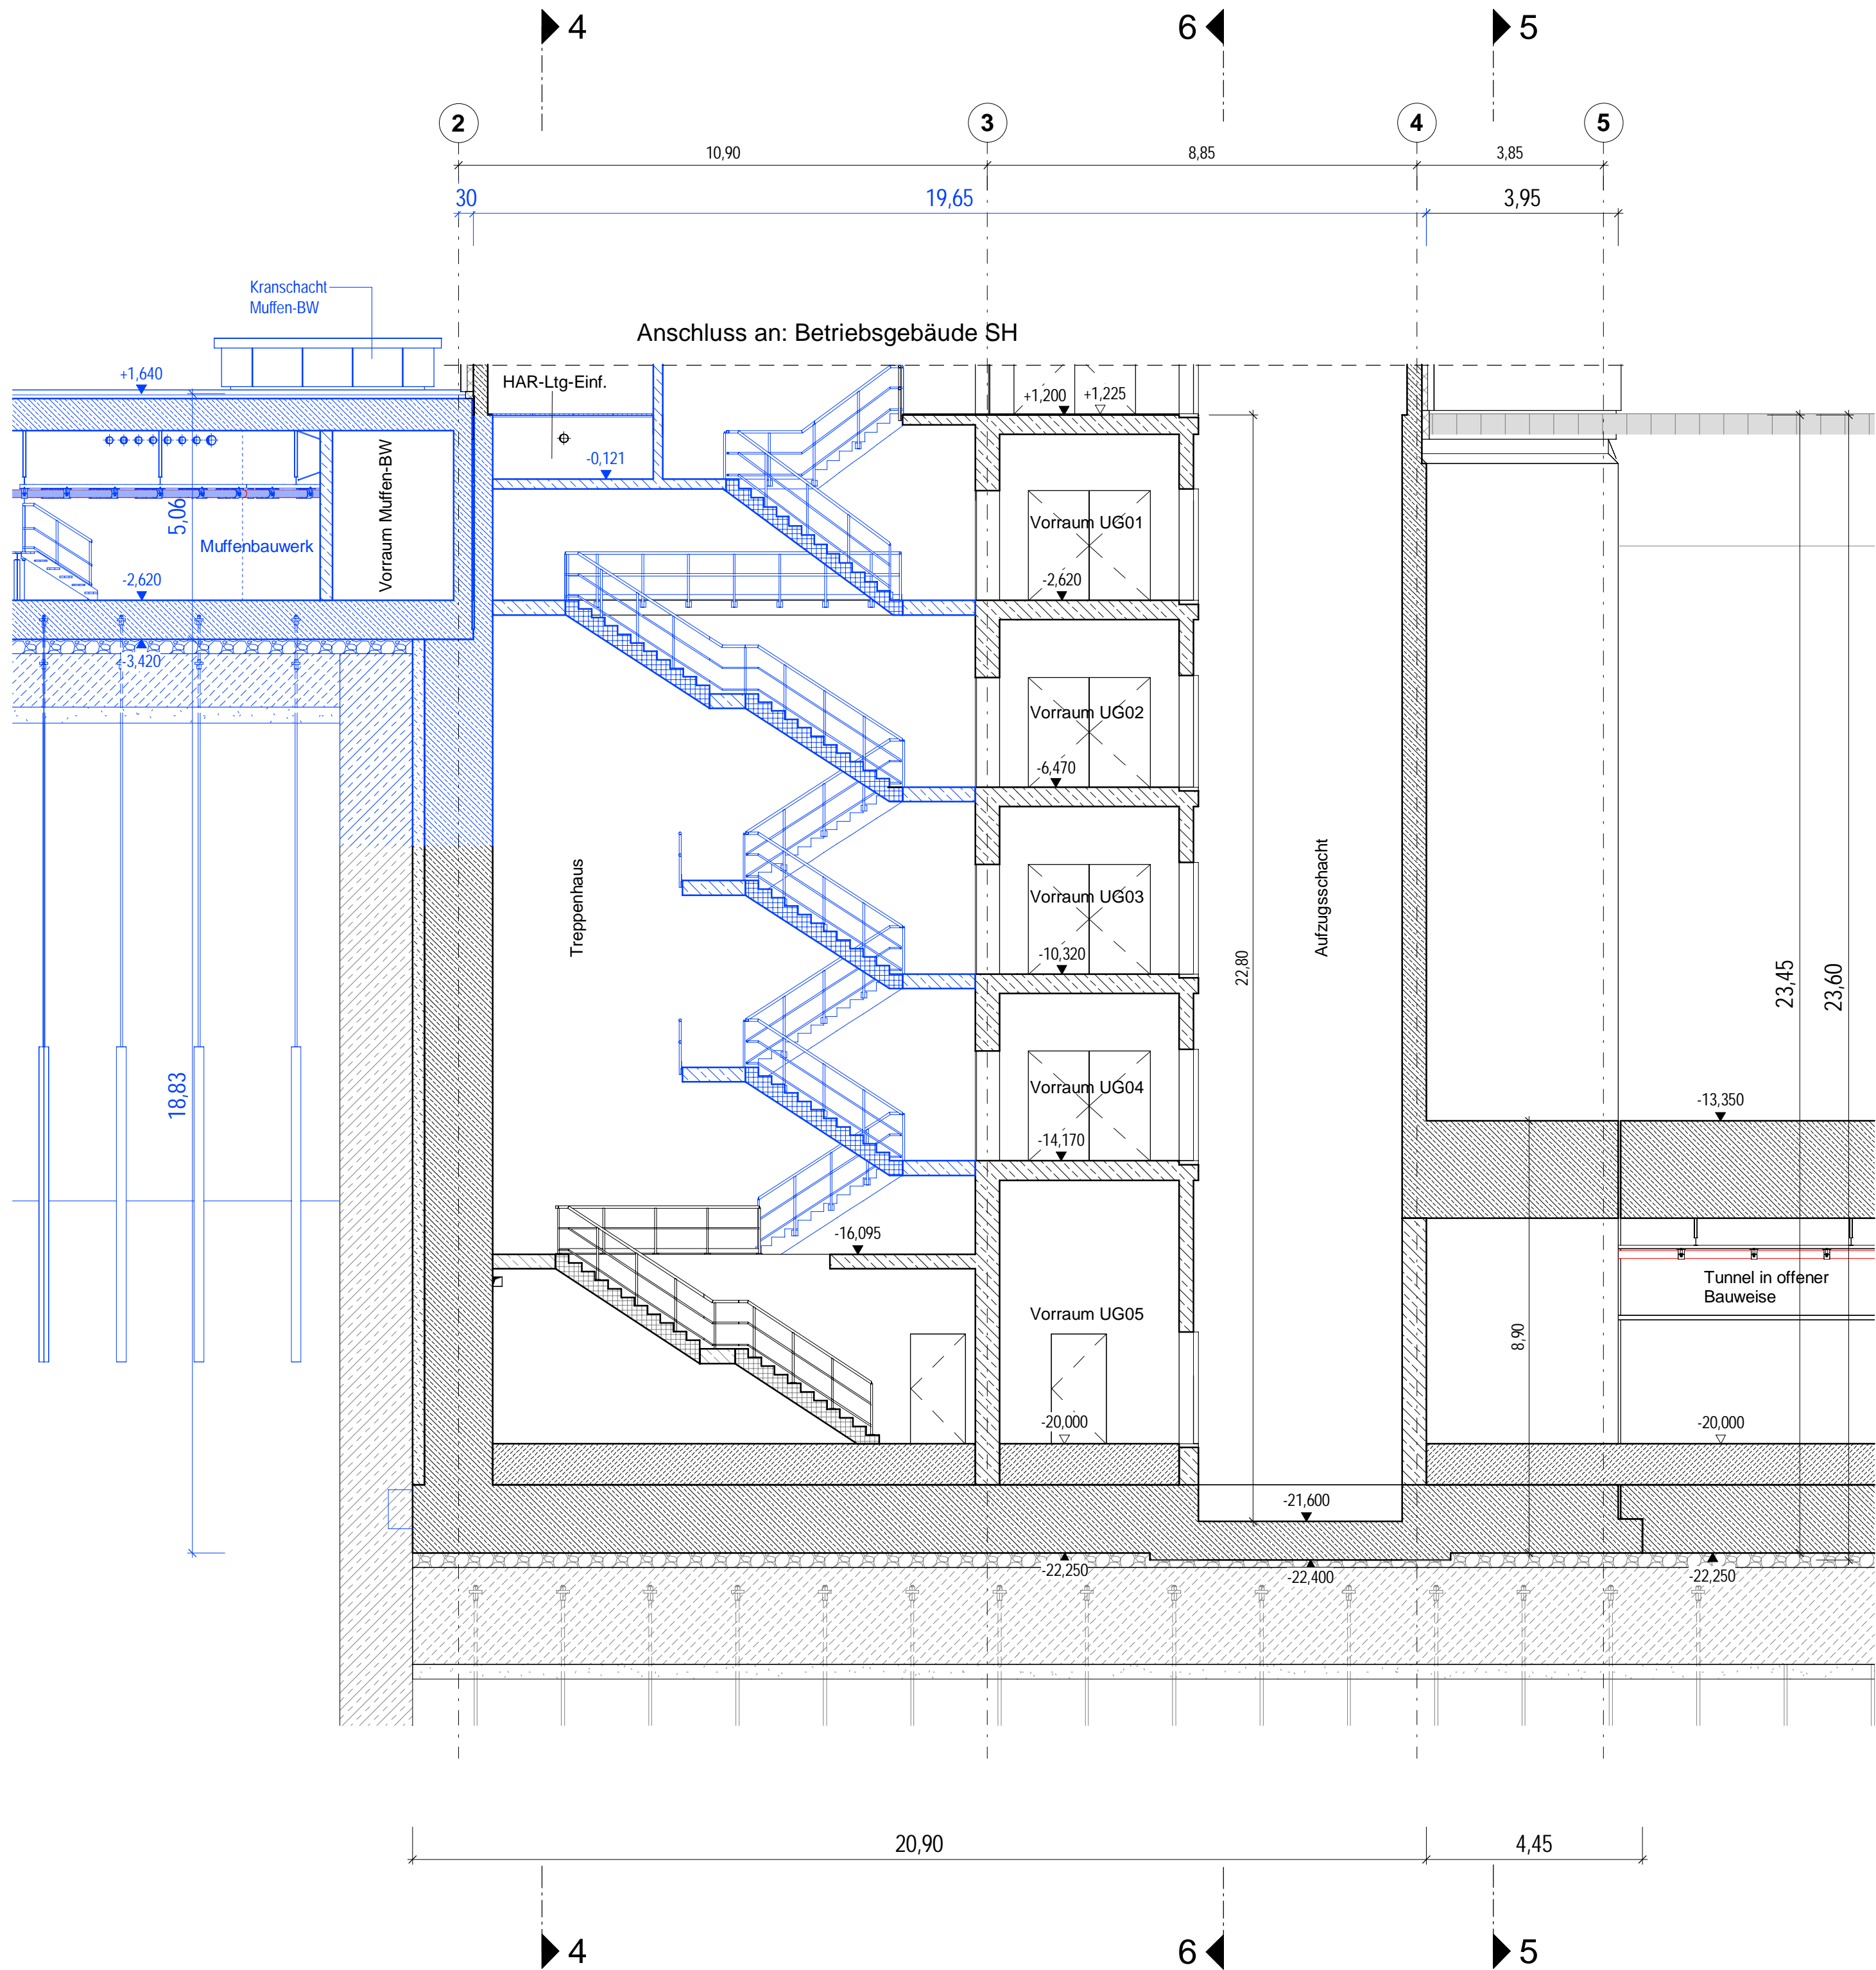 4
6
5
2
3
4
5
10,90
8,85
3,85
30
19,65
3,95
Kranschacht
Muffen-BW
Anschluss an: Betriebsgebäude SH
+1,640
HAR-Ltg-Einf.
+1,200
+1,225
-0,121
Vorraum Muffen-BW
5,06
Muffenbauwerk
-2,620
-3,420
Vorraum UG01
-2,620
Vorraum UG02
-6,470
Treppenhaus
Vorraum UG03
-10,320
22,80
Aufzugsschacht
23,45
23,60
18,83
Vorraum UG04
-14,170
-13,350
-16,095
Tunnel in offener
Bauweise
Vorraum UG05
8,90
-20,000
-20,000
-21,600
-22,250
-22,400
-22,250
20,90
4,45
4
6
5